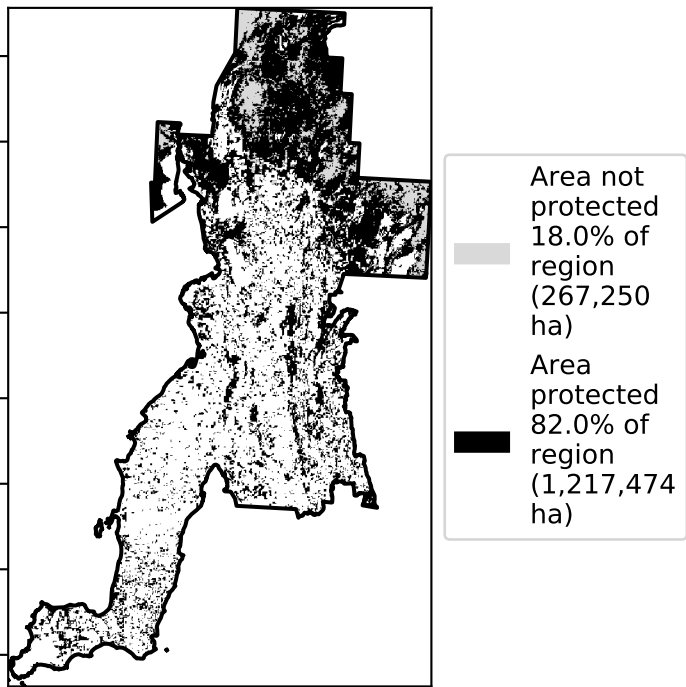 Area not
protected
18.0% of
region
(267,250
ha)
Area
protected
82.0% of
region
(1,217,474
ha)